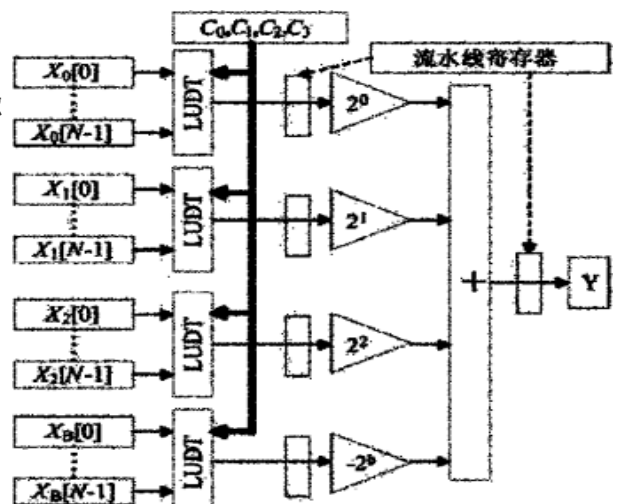 C₀,C₁,C₂,C₃
流水线寄存器
X₀[0]
X₀[N-1]
LUDT
2⁰
X₁[0]
X₁[N-1]
LUDT
2¹
+
Y
X₂[0]
X₂[N-1]
LUDT
2²
X_B[0]
X_B[N-1]
LUDT
-2ᵇ